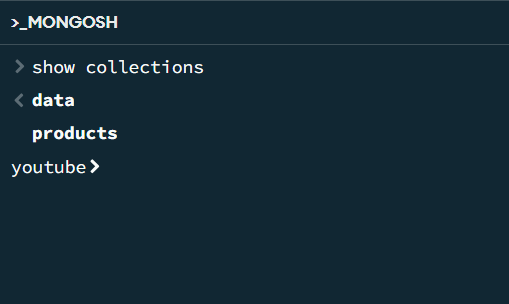 >_MONGOSH
> show collections
< data
products
youtube>